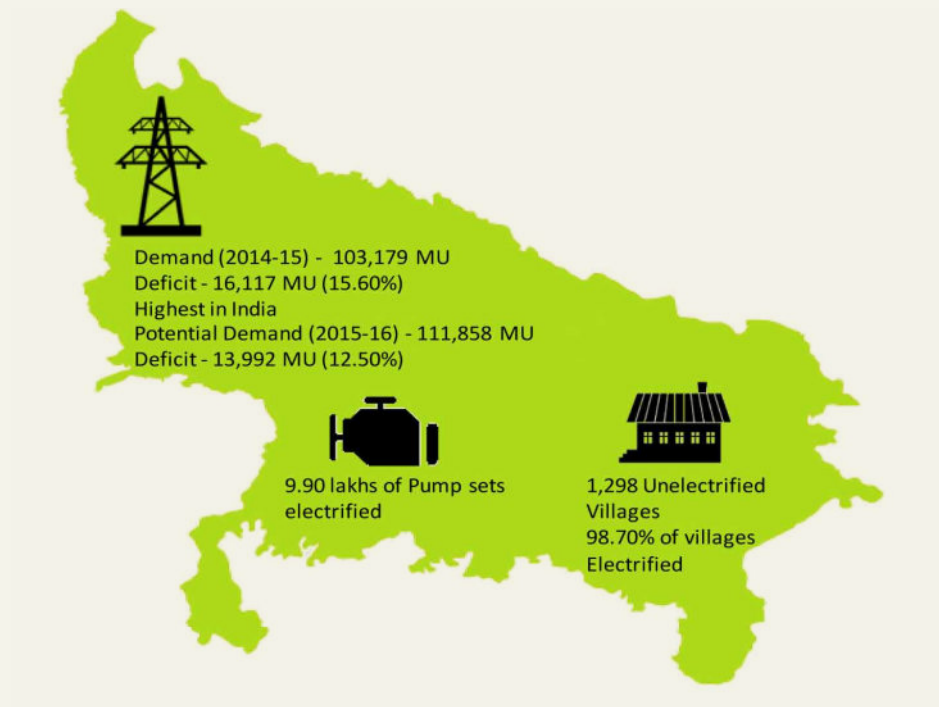 Demand (2014-15) - 103,179 MU
Deficit - 16,117 MU (15.60%)
Highest in India
Potential Demand (2015-16) - 111,858 MU
Deficit - 13,992 MU (12.50%)
9.90 lakhs of Pump sets
electrified
1,298 Unelectrified
Villages
98.70% of villages
Electrified